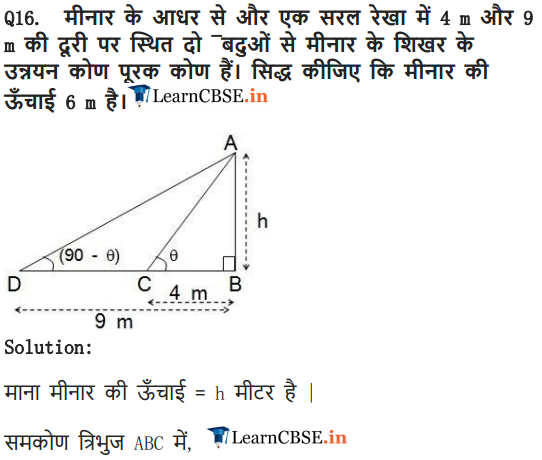 Q16. मीनार के आधर से और एक सरल रेखा में 4 m और 9
m की दूरी पर स्थित दो ¯बदुओं से मीनार के शिखर के
उन्नयन कोण पूरक कोण हैं। सिद्ध कीजिए कि मीनार की
ऊँचाई 6 m है। LearnCBSE.in
A
h
(90 - θ) θ
D C B
4 m
9 m
Solution:
माना मीनार की ऊँचाई = h मीटर है |
समकोण त्रिभुज ABC में, LearnCBSE.in